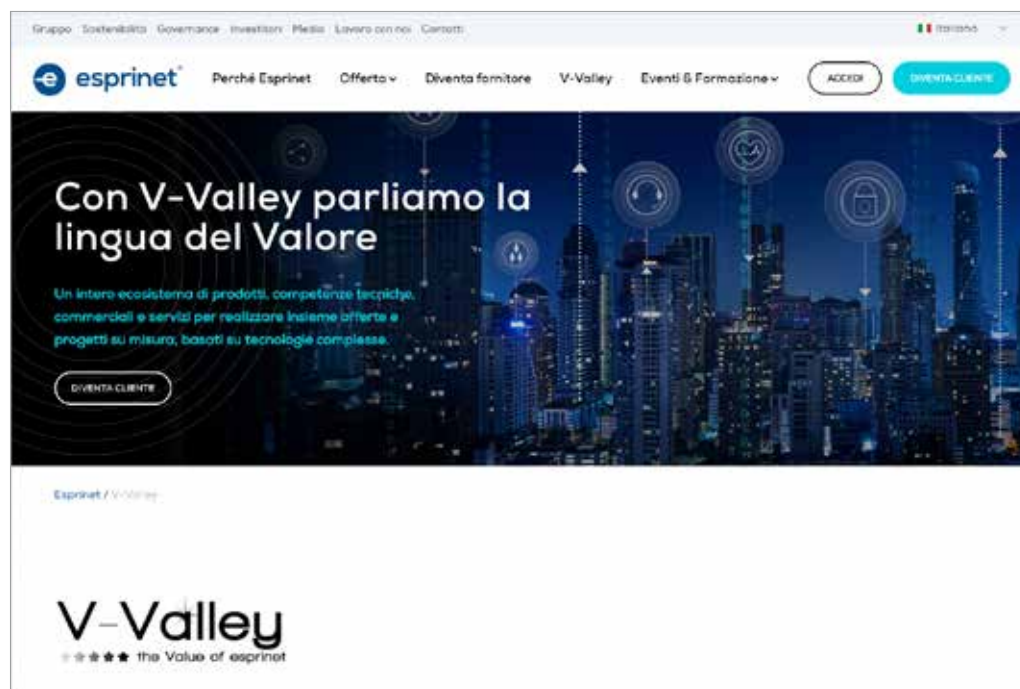 Gruppo Sostenibilità Governance Investitori Media Lavora con noi Contatti
Italiano
esprinet
Perché Esprinet Offerta Diventa fornitore V-Valley Eventi & Formazione ACCEDI DIVENTA CLIENTE
Con V-Valley parliamo la
lingua del Valore
Un intero ecosistema di prodotti, competenze tecniche,
commerciali e servizi per realizzare insieme offerte e
progetti su misura, basati su tecnologie complesse.
DIVENTA CLIENTE
Esprinet / V-Valley
V-Valley
the Value of esprinet